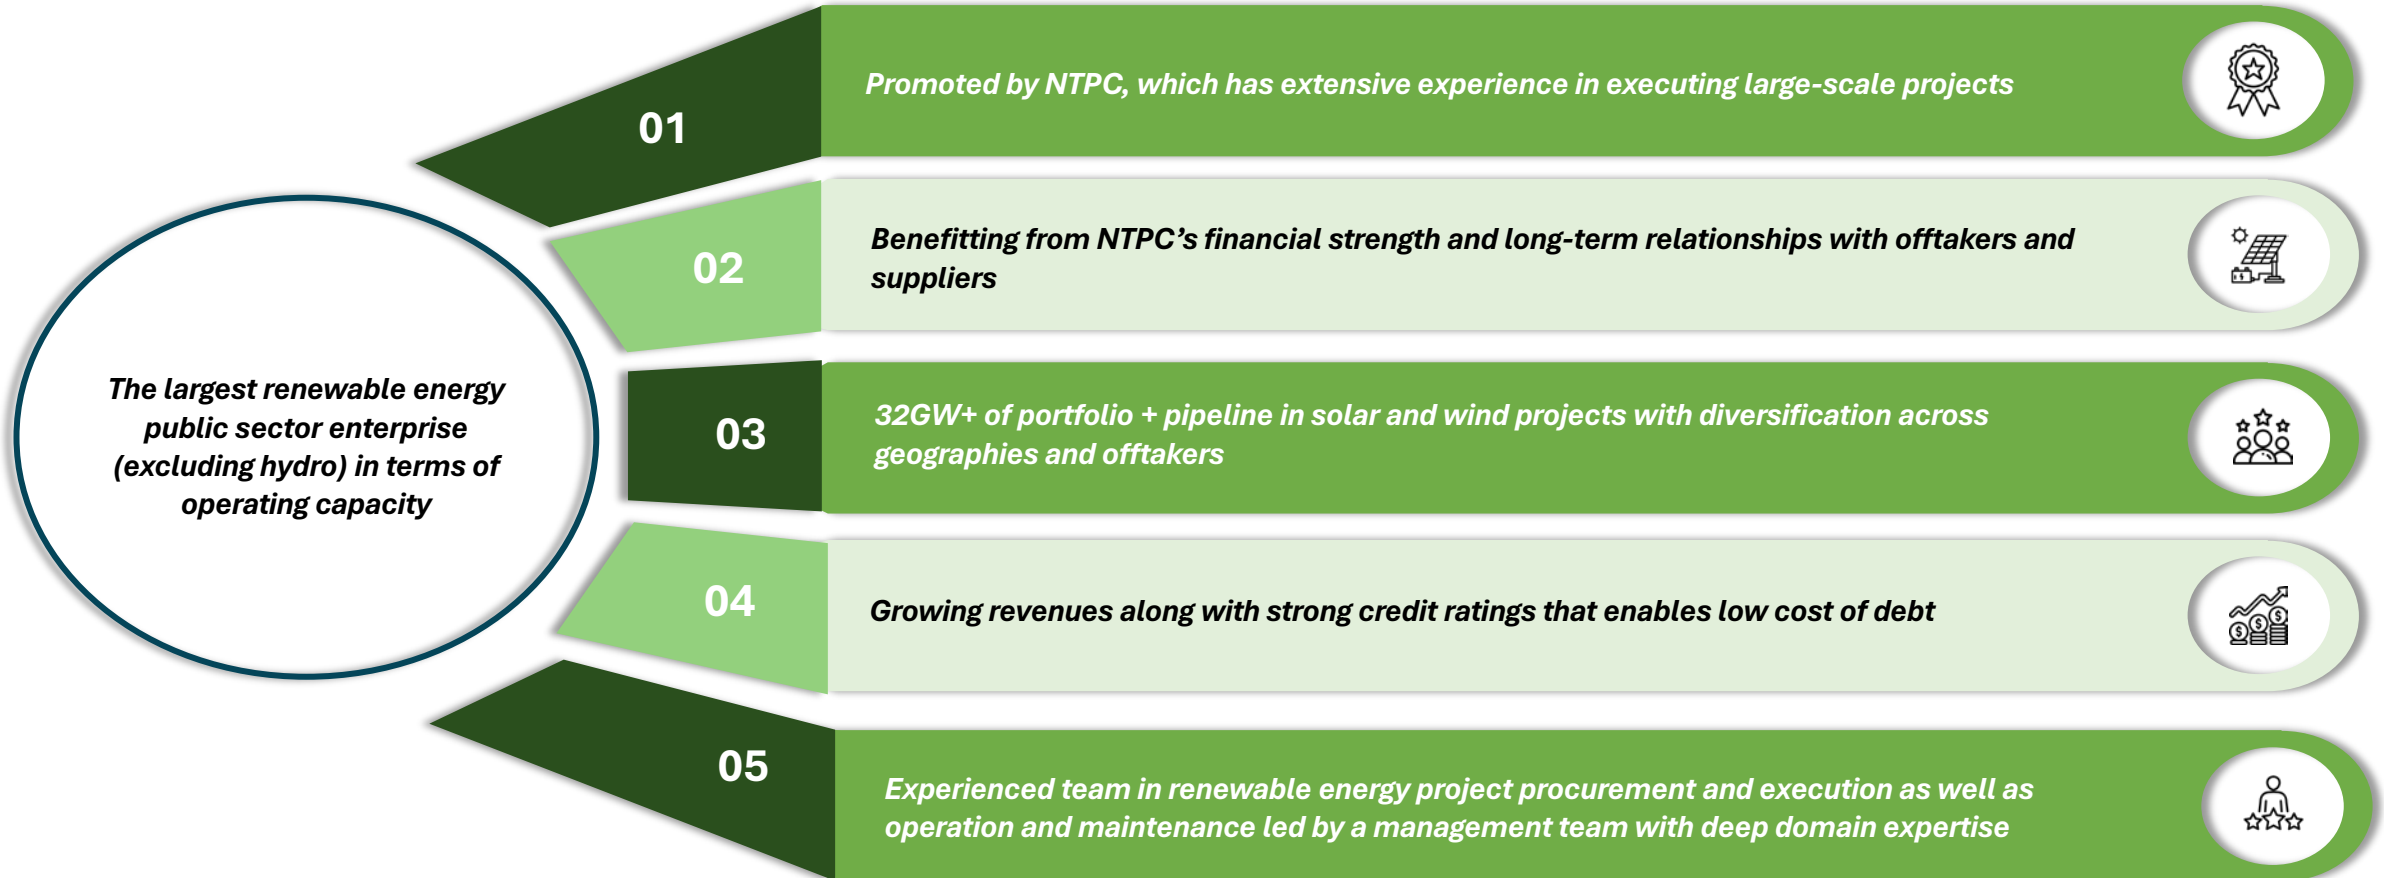 01
Promoted by NTPC, which has extensive experience in executing large-scale projects
02
Benefitting from NTPC’s financial strength and long-term relationships with offtakers and
suppliers
The largest renewable energy
public sector enterprise
(excluding hydro) in terms of
operating capacity
03
32GW+ of portfolio + pipeline in solar and wind projects with diversification across
geographies and offtakers
04
Growing revenues along with strong credit ratings that enables low cost of debt
05
Experienced team in renewable energy project procurement and execution as well as
operation and maintenance led by a management team with deep domain expertise